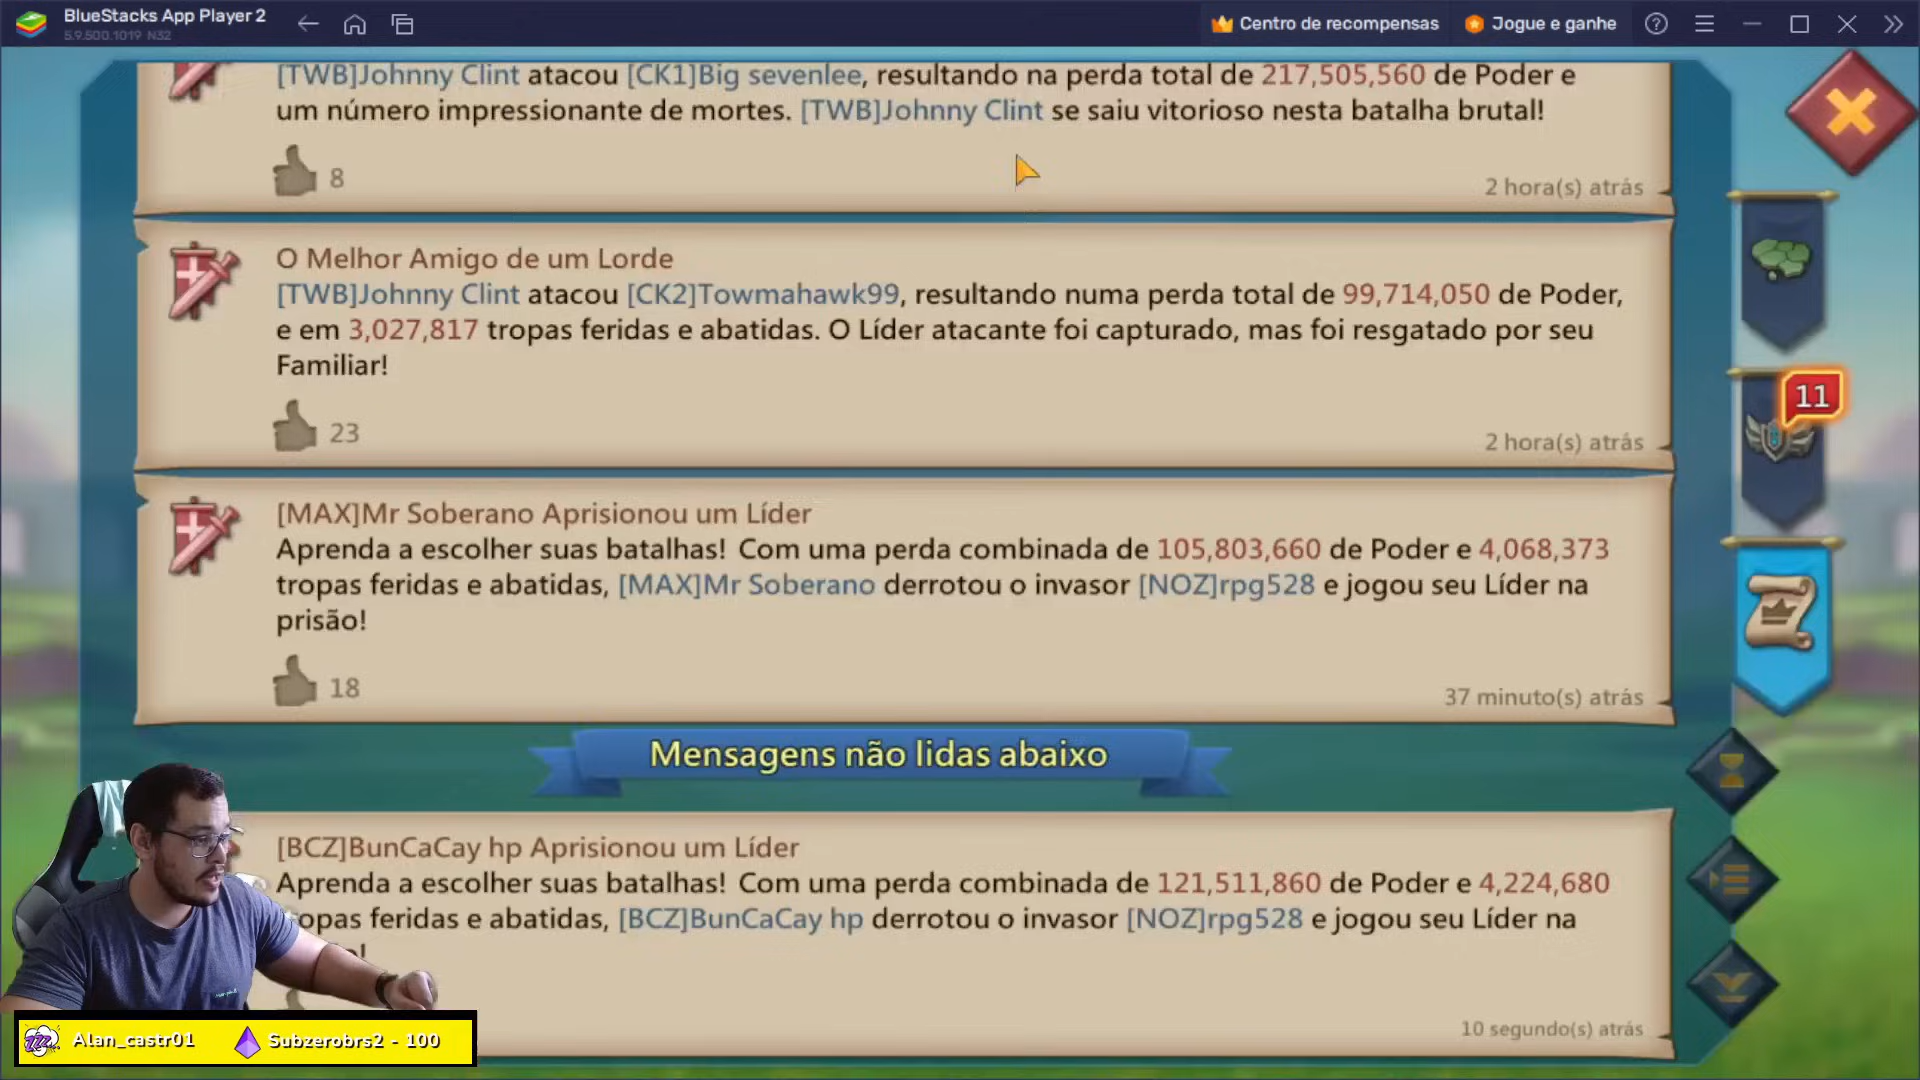 BlueStacks App Player 2
5.9.500.1019 N32
Centro de recompensas
Jogue e ganhe
[TWB]Johnny Clint atacou [CK1]Big sevenlee, resultando na perda total de 217,505,560 de Poder e
um número impressionante de mortes. [TWB]Johnny Clint se saiu vitorioso nesta batalha brutal!
8
2 hora(s) atrás
O Melhor Amigo de um Lorde
[TWB]Johnny Clint atacou [CK2]Towmahawk99, resultando numa perda total de 99,714,050 de Poder,
e em 3,027,817 tropas feridas e abatidas. O Líder atacante foi capturado, mas foi resgatado por seu
Familiar!
23
2 hora(s) atrás
11
[MAX]Mr Soberano Aprisionou um Líder
Aprenda a escolher suas batalhas! Com uma perda combinada de 105,803,660 de Poder e 4,068,373
tropas feridas e abatidas, [MAX]Mr Soberano derrotou o invasor [NOZ]rpg528 e jogou seu Líder na
prisão!
18
37 minuto(s) atrás
Mensagens não lidas abaixo
[BCZ]BunCaCay hp Aprisionou um Líder
Aprenda a escolher suas batalhas! Com uma perda combinada de 121,511,860 de Poder e 4,224,680
ropas feridas e abatidas, [BCZ]BunCaCay hp derrotou o invasor [NOZ]rpg528 e jogou seu Líder na
10 segundo(s) atrás
Alan_castr01
Subzerobrs2 - 100